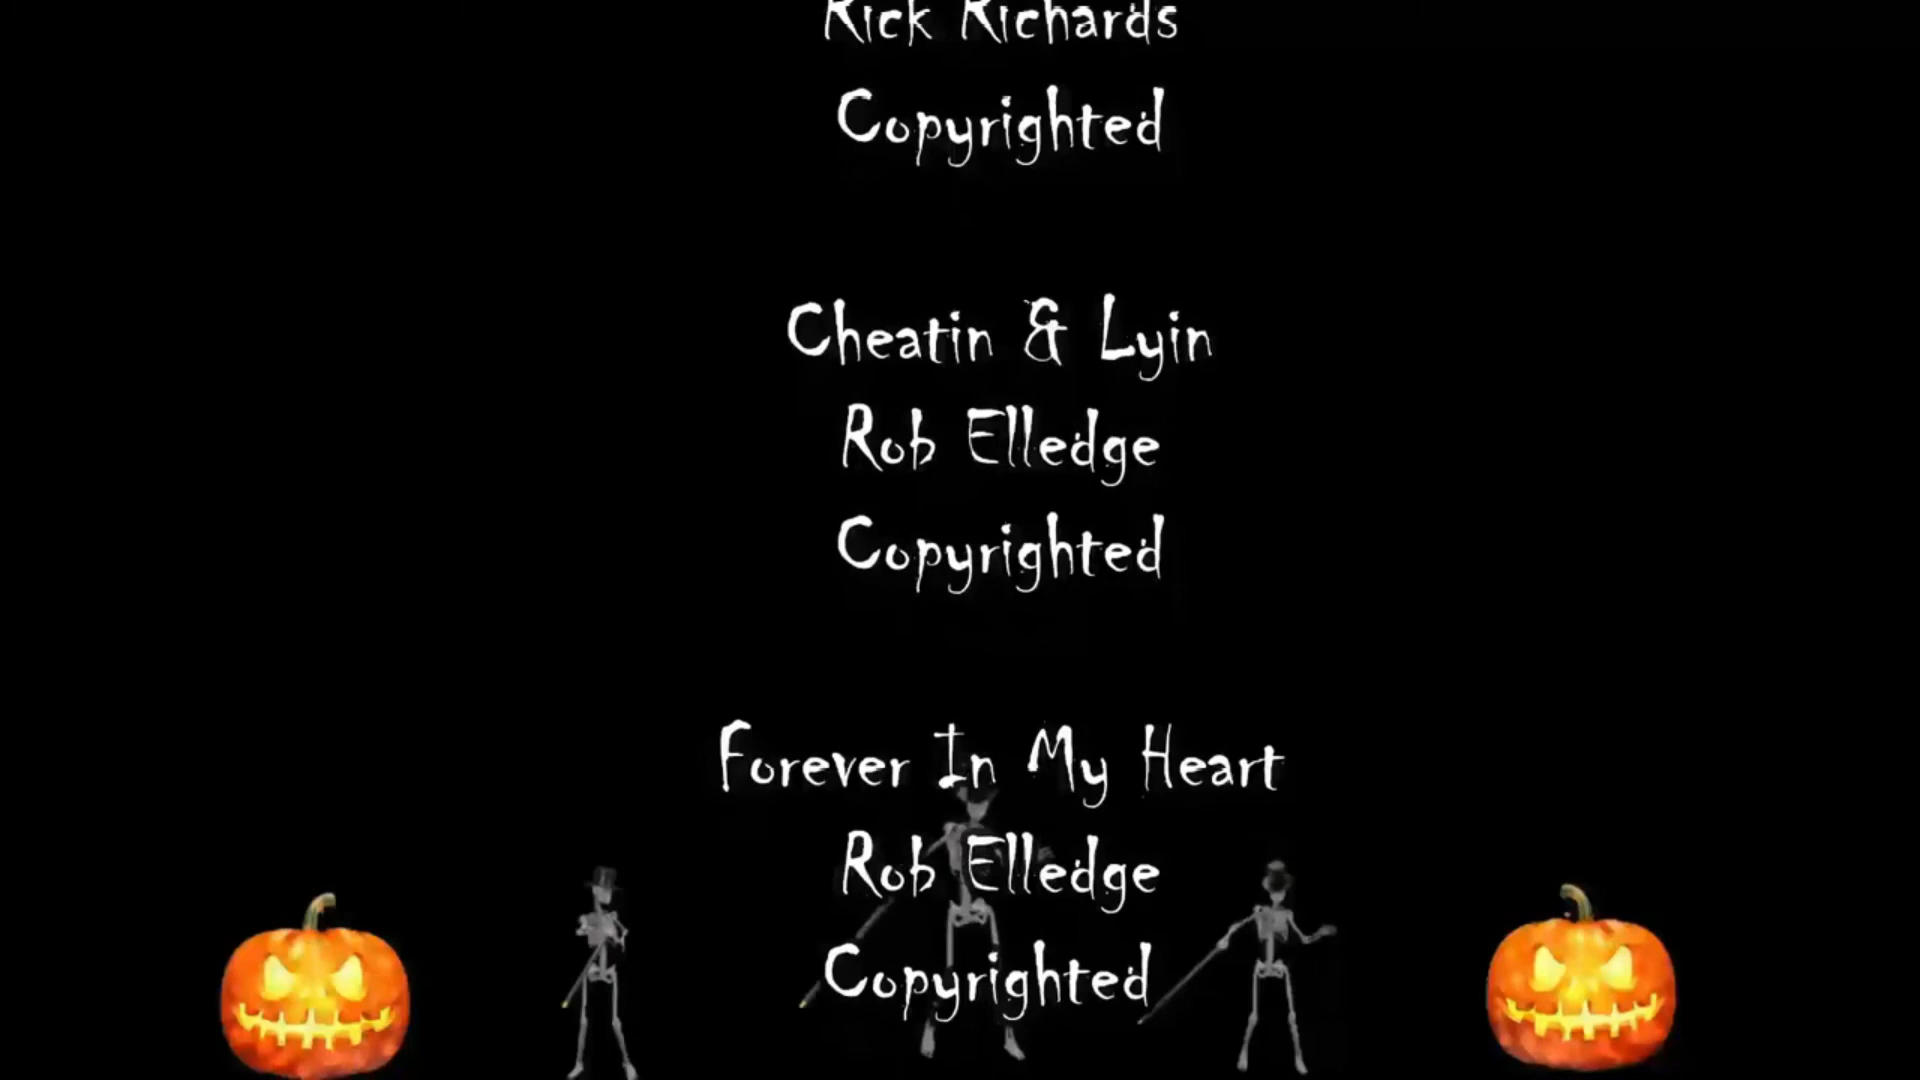 Rick Richards
Copyrighted
Cheatin & Lyin
Rob Elledge
Copyrighted
Forever In My Heart
Rob Elledge
Copyrighted